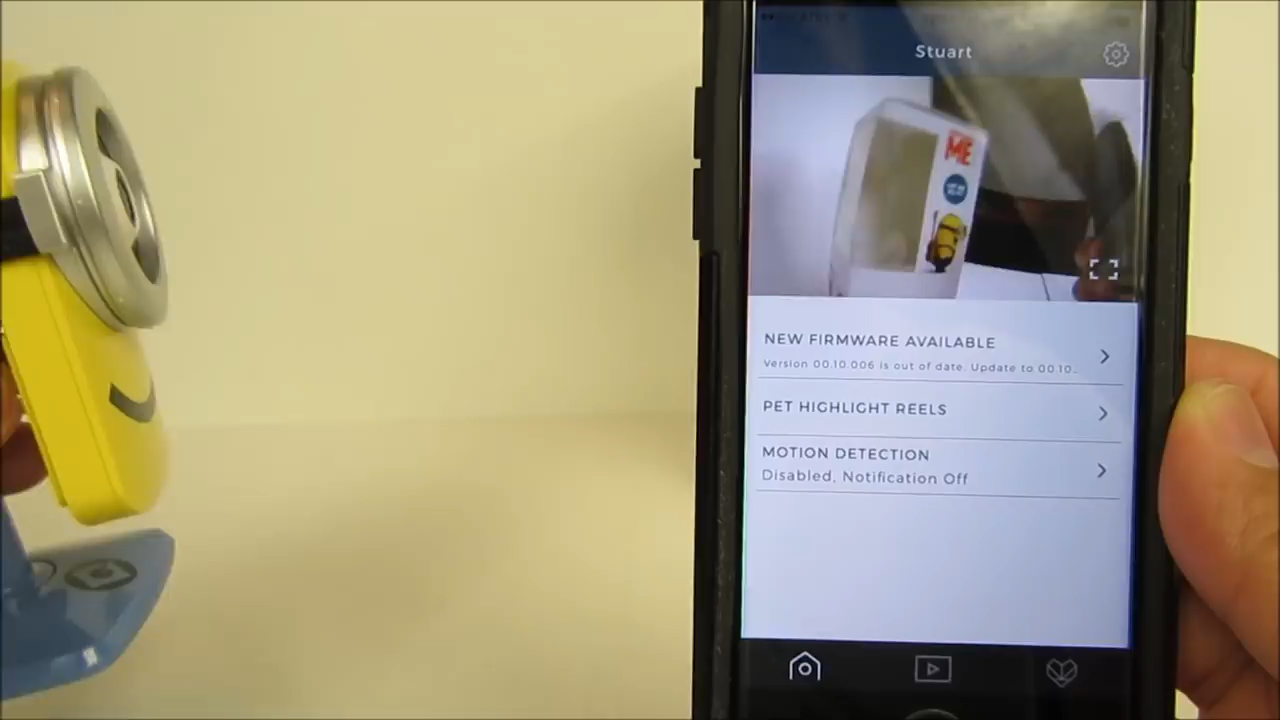 Stuart
ME
NEW FIRMWARE AVAILABLE
Version 00.10.006 is out of date. Update to 00.10...
PET HIGHLIGHT REELS
MOTION DETECTION
Disabled, Notification Off